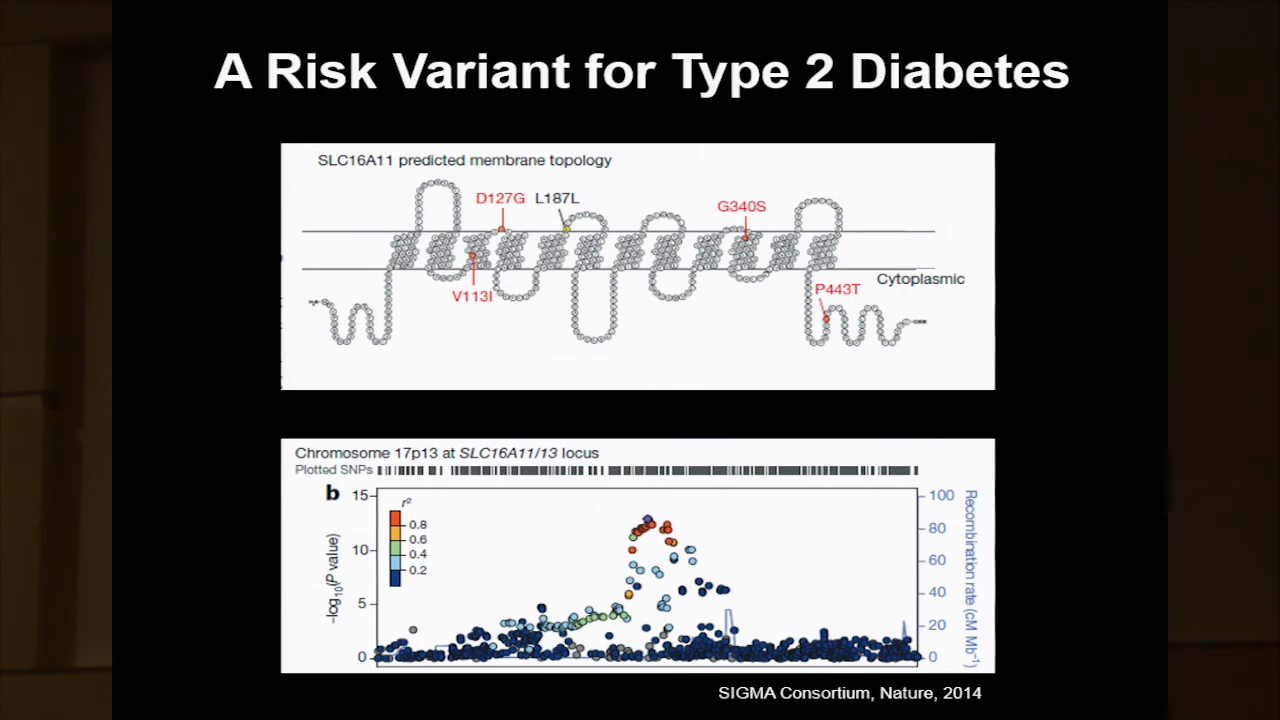 A Risk Variant for Type 2 Diabetes
SLC16A11 predicted membrane topology
D127G L187L
G340S
Cytoplasmic
V113I
P443T
Chromosome 17p13 at SLC16A11/13 locus
Plotted SNPs
b
15
10
5
0
–log10(P value)
r²
0.8
0.6
0.4
0.2
100
80
60
40
20
0
Recombination rate (cM Mb⁻¹)
SIGMA Consortium, Nature, 2014